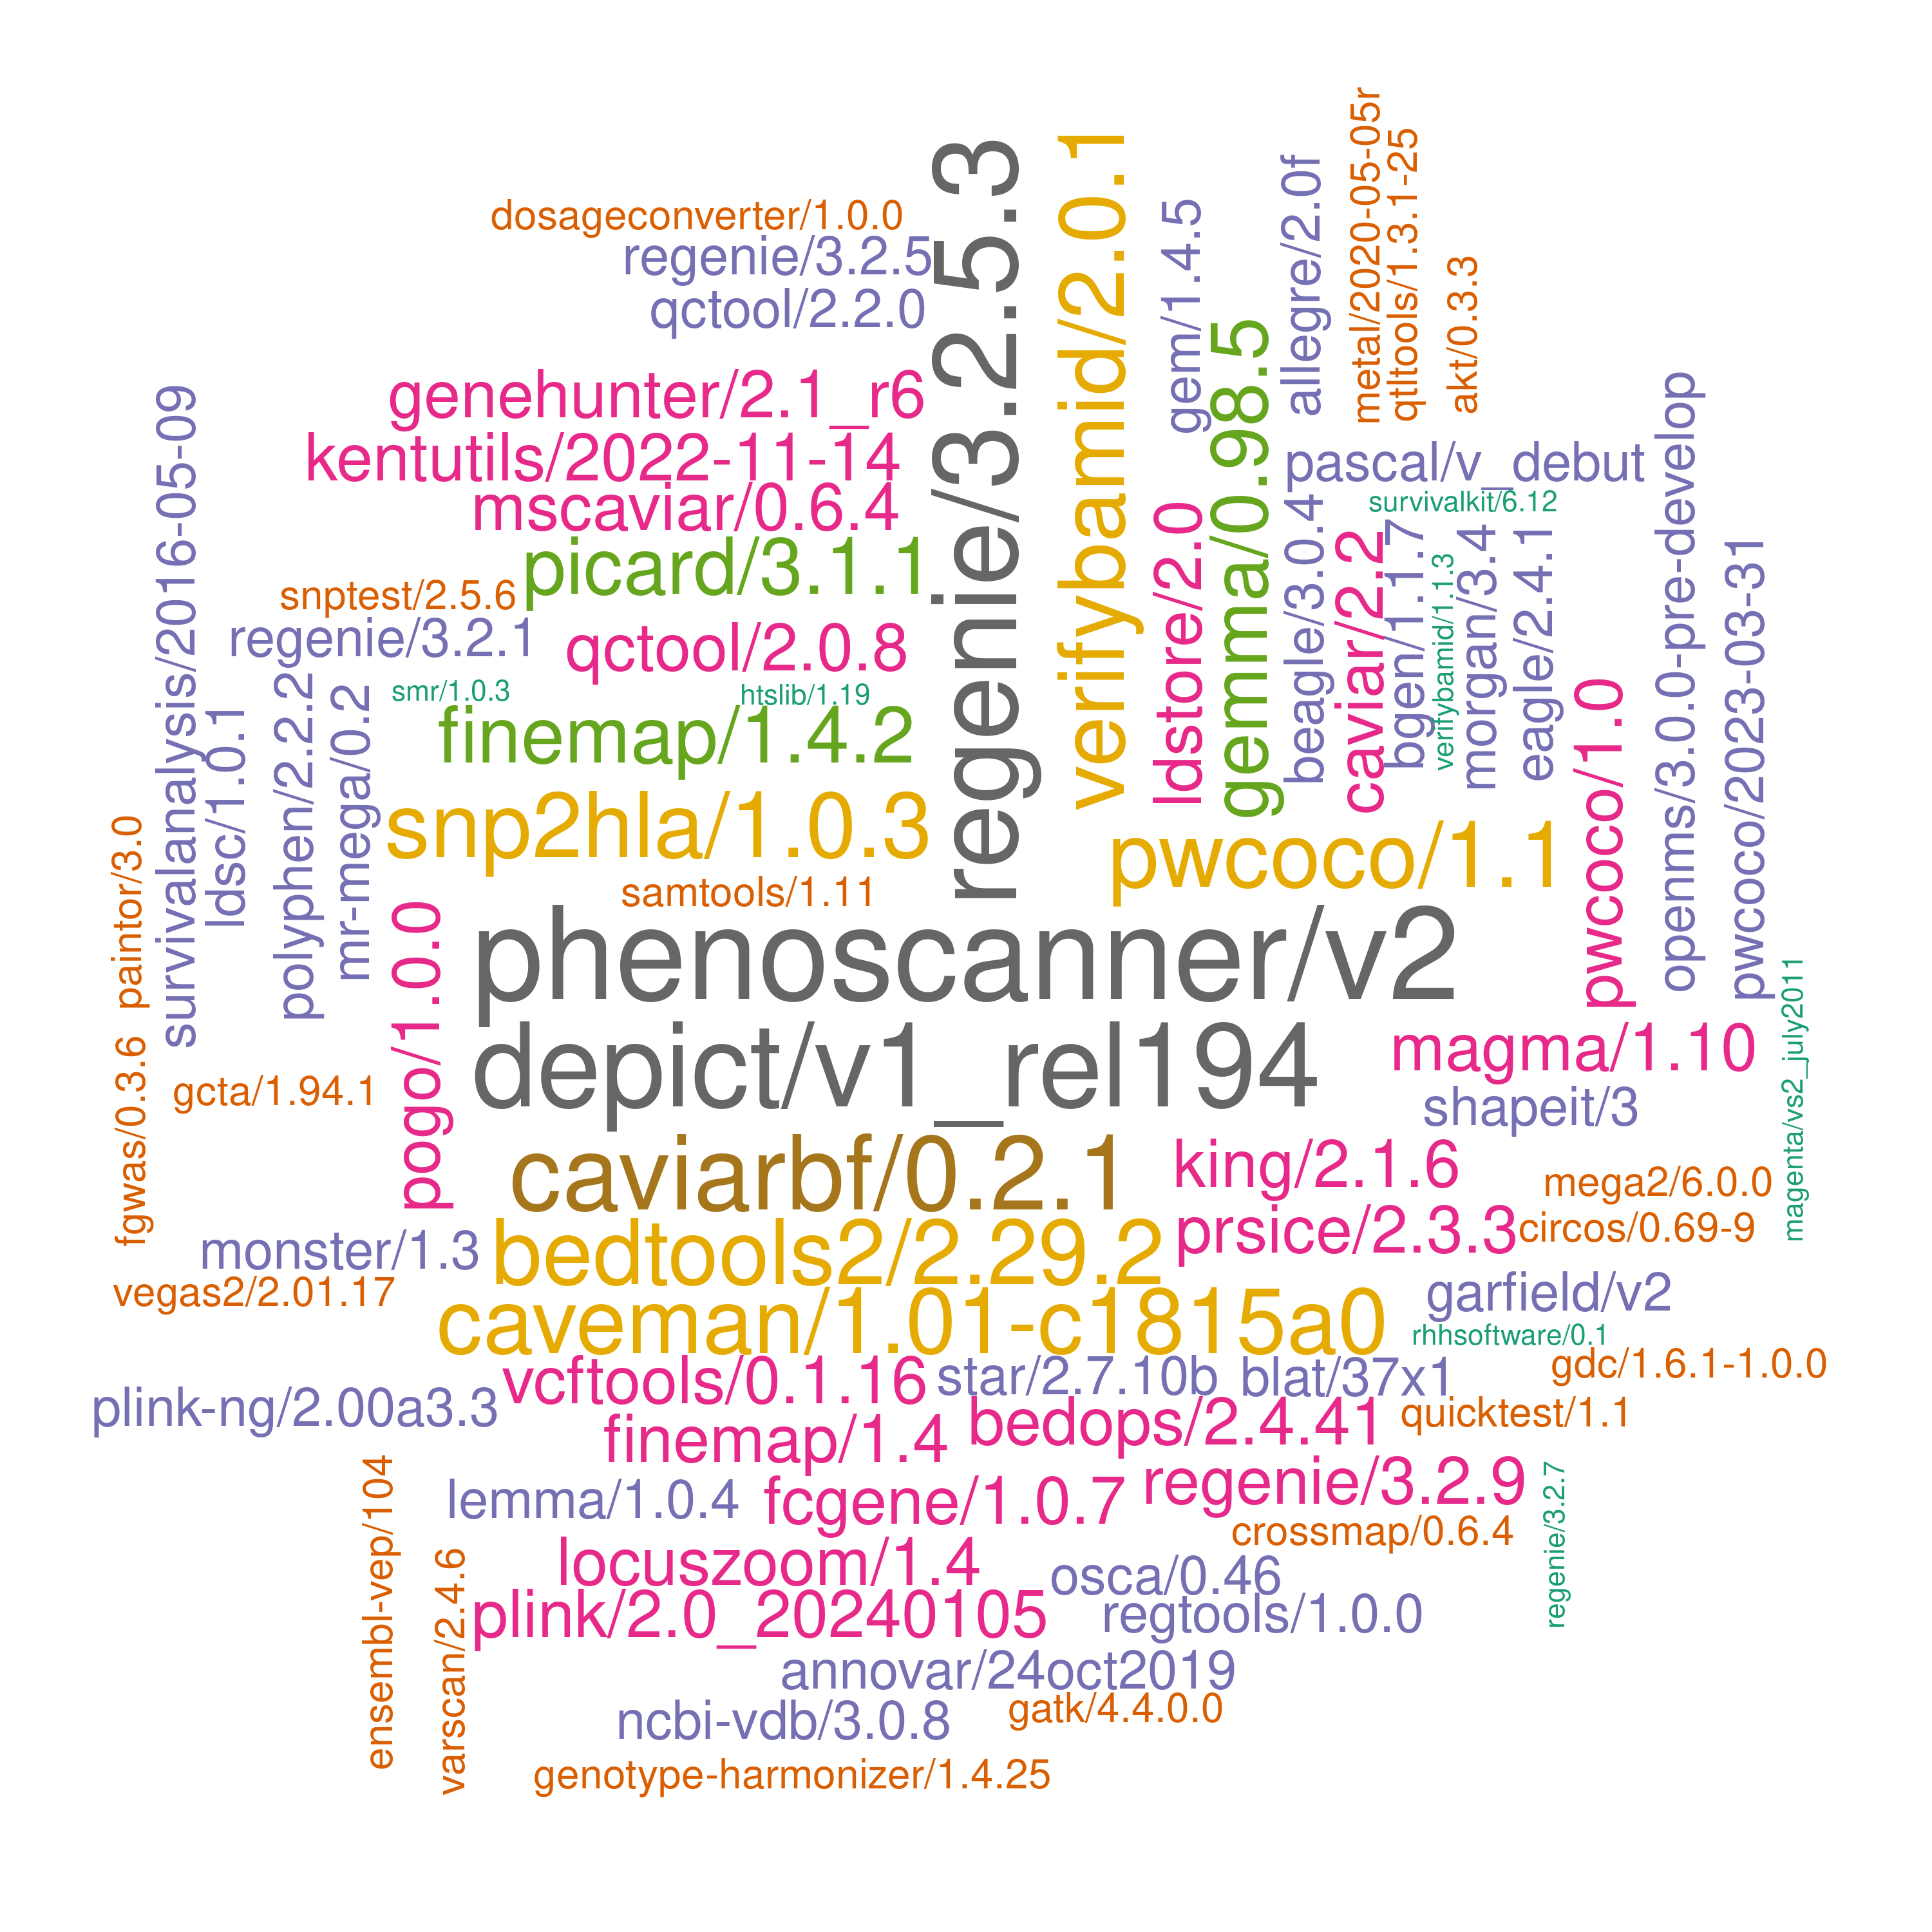 dosageconverter/1.0.0
regenie/3.2.5
qctool/2.2.0
genehunter/2.1_r6
kentutils/2022-11-14
mscaviar/0.6.4
picard/3.1.1
snptest/2.5.6
regenie/3.2.1
qctool/2.0.8
smr/1.0.3
htslib/1.19
finemap/1.4.2
snp2hla/1.0.3
samtools/1.11
regenie/3.2.5.3
verifybamid/2.0.1
gem/1.4.5
gemma/0.98.5
ldstore/2.0
allegre/2.0f
metal/2020-05-05r
qtltools/1.3.1-25
akt/0.3.3
pascal/v_debut
survivalkit/6.12
beagle/3.0.4
caviar/2.2
bgen/1.1.7
verifybamid/1.1.3
morgan/3.4
eagle/2.4.1
pwcoco/1.0
openms/3.0.0-pre-develop
pwcoco/2023-03-31
pwcoco/1.1
survivalanalysis/2016-05-09
ldsc/1.0.1
polyphen/2.2.2
mr-mega/0.2
paintor/3.0
fgwas/0.3.6
gcta/1.94.1
pogo/1.0.0
phenoscanner/v2
depict/v1_rel194
magma/1.10
magenta/vs2_july2011
shapeit/3
caviarbf/0.2.1
king/2.1.6
mega2/6.0.0
prsice/2.3.3
circos/0.69-9
monster/1.3
bedtools2/2.29.2
vegas2/2.01.17
garfield/v2
caveman/1.01-c1815a0
rhhsoftware/0.1
gdc/1.6.1-1.0.0
vcftools/0.1.16
star/2.7.10b
blat/37x1
plink-ng/2.00a3.3
quicktest/1.1
bedops/2.4.41
finemap/1.4
regenie/3.2.9
lemma/1.0.4
fcgene/1.0.7
crossmap/0.6.4
regenie/3.2.7
ensembl-vep/104
varscan/2.4.6
locuszoom/1.4
osca/0.46
plink/2.0_20240105
regtools/1.0.0
annovar/24oct2019
ncbi-vdb/3.0.8
gatk/4.4.0.0
genotype-harmonizer/1.4.25